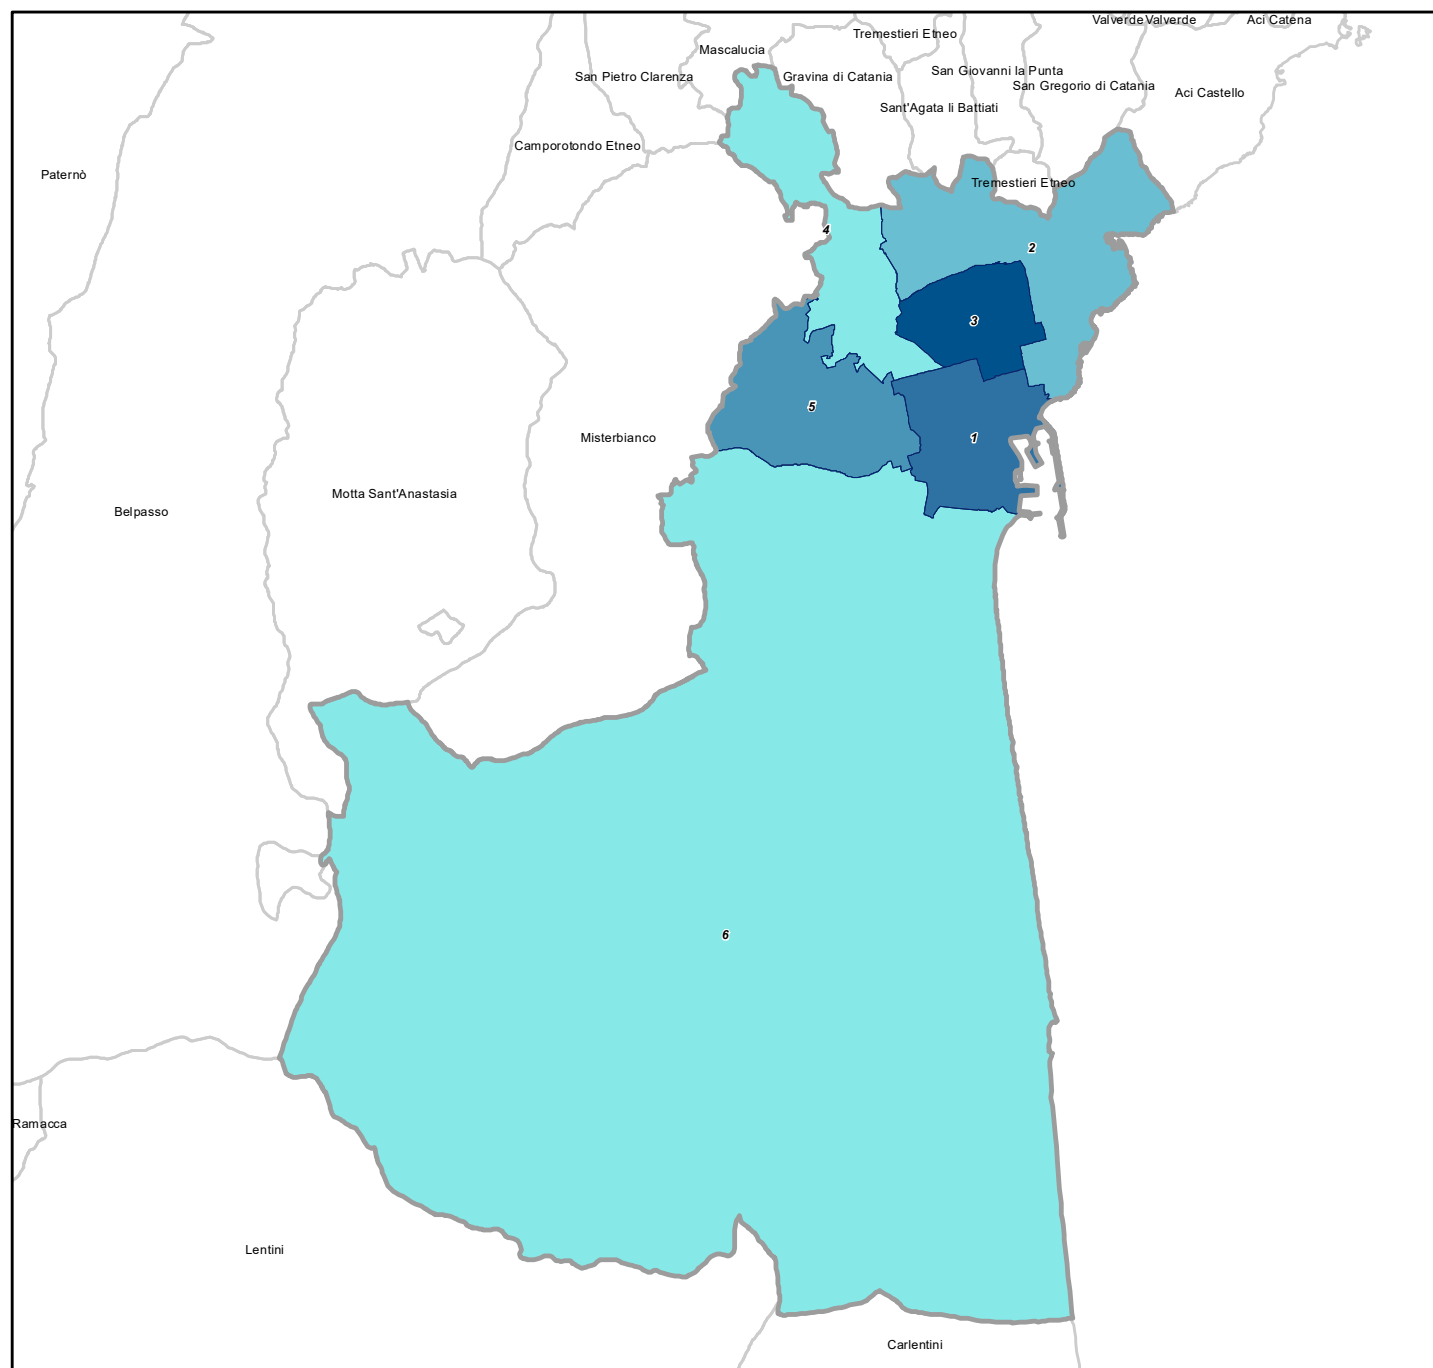 Valverde
Valverde
Aci Catena
Tremestieri Etneo
Mascalucia
San Pietro Clarenza
Gravina di Catania
San Giovanni la Punta
San Gregorio di Catania
Aci Castello
Sant'Agata li Battiati
Camporotondo Etneo
Paternò
Tremestieri Etneo
4
2
3
5
1
Misterbianco
Motta Sant'Anastasia
Belpasso
6
Ramacca
Lentini
Carlentini